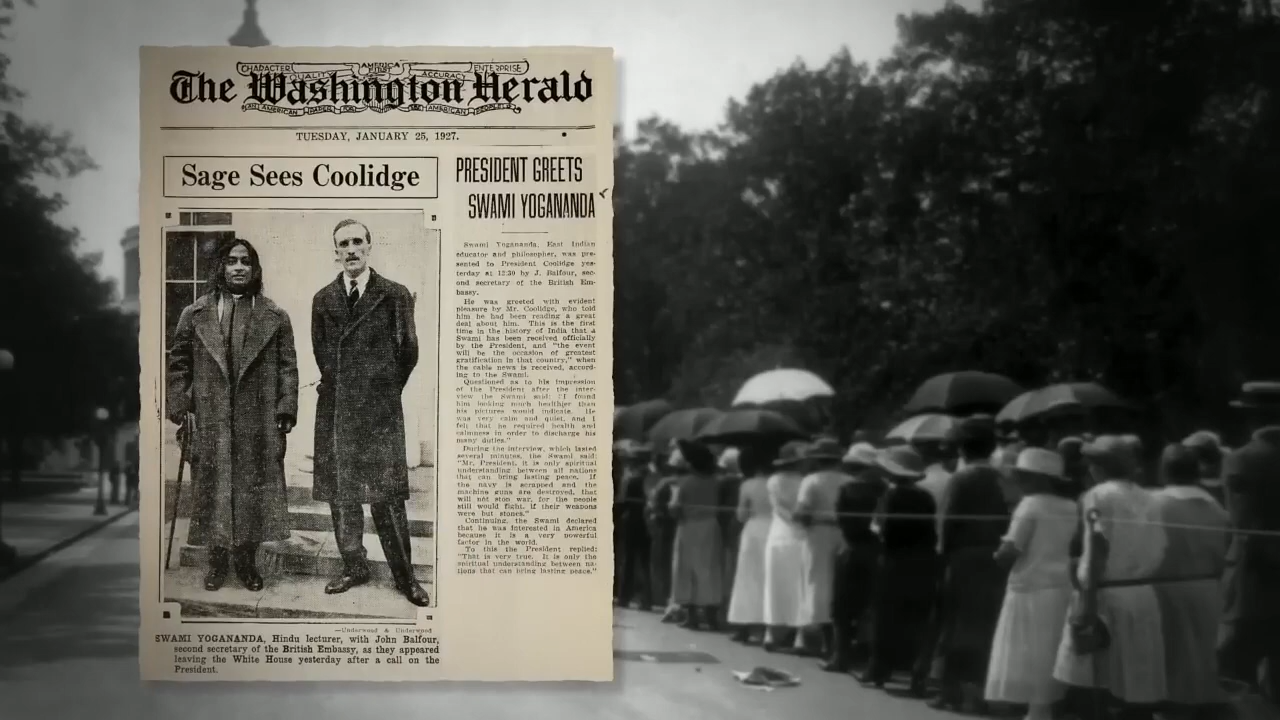 CHARACTER
QUALITY
AMERICA
FIRST
ACCURACY
ENTERPRISE
The Washington Herald
AN AMERICAN PAPER FOR THE AMERICAN PEOPLE
TUESDAY, JANUARY 25, 1927.
Sage Sees Coolidge
—Underwood & Underwood
SWAMI YOGANANDA, Hindu lecturer, with John Balfour,
second secretary of the British Embassy, as they appeared
leaving the White House yesterday after a call on the
President.
PRESIDENT GREETS
SWAMI YOGANANDA
Swami Yogananda, East Indian
educator and philosopher, was pre-
sented to President Coolidge yes-
terday at 12:30 by J. Balfour, sec-
ond secretary of the British Em-
bassy.
He was greeted with evident
pleasure by Mr. Coolidge, who told
him he had been reading a great
deal about him. This is the first
time in the history of India that a
Swami has been received officially
by the President, and "the event
will be the occasion of greatest
gratification in that country," when
the cable news is received, accord-
ing to the Swami.
Questioned as to his impression
of the President after the inter-
view the Swami said: "I found
him looking much healthier than
his pictures would indicate. He
was very calm and quiet, and I
felt that he required health and
calmness in order to discharge his
many duties."
During the interview, which lasted
several minutes, the Swami said:
"Mr. President, it is only spiritual
understanding between all nations
that can bring lasting peace. If
the navy is scrapped and the
machine guns are destroyed, that
will not stop war, for the people
still would fight, if their weapons
were but stones."
Continuing, the Swami declared
that he was interested in America
because it is a very powerful
factor in the world.
To this the President replied:
"That is very true. It is only the
spiritual understanding between na-
tions that can bring lasting peace."